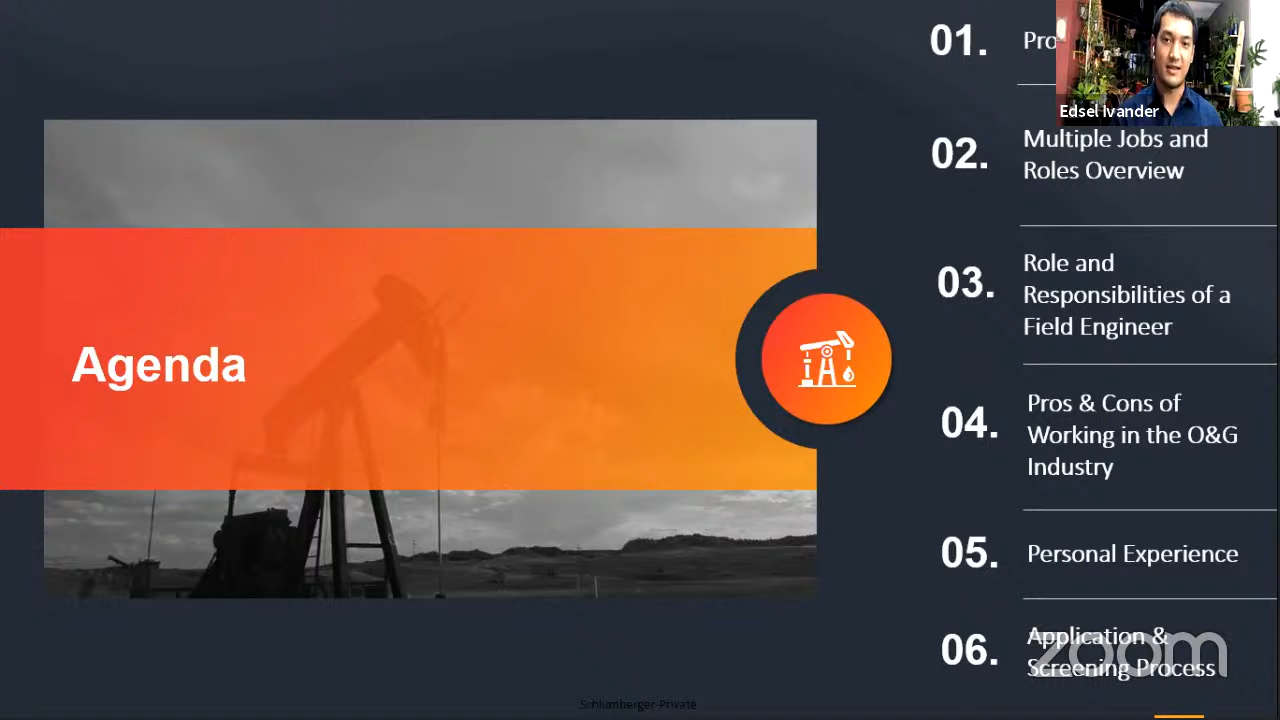 Agenda
01.
Pro
Edsel Ivander
02.
Multiple Jobs and
Roles Overview
03.
Role and
Responsibilities of a
Field Engineer
04.
Pros & Cons of
Working in the O&G
Industry
05.
Personal Experience
06.
Application &
Screening Process
zoom
Schlumberger-Private